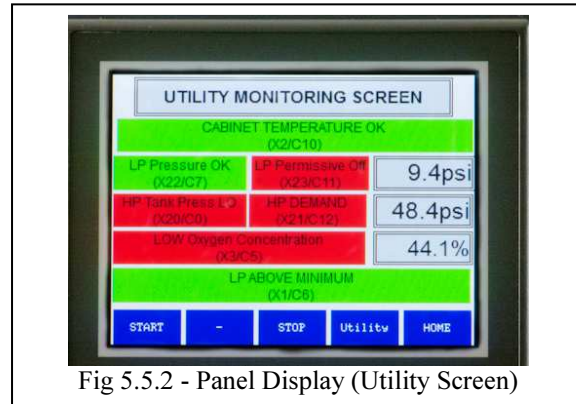 UTILITY MONITORING SCREEN
CABINET TEMPERATURE OK
(X2/C10)
LP Pressure OK
(X22/C7)
LP Permissive Off
(X23/C11)
9.4psi
HP Tank Press LO
(X20/C0)
HP DEMAND
(X21/C12)
48.4psi
LOW Oxygen Concentration
(X3/C5)
44.1%
LP ABOVE MINIMUM
(X1/C6)
START
-
STOP
Utility
HOME
Fig 5.5.2 - Panel Display (Utility Screen)